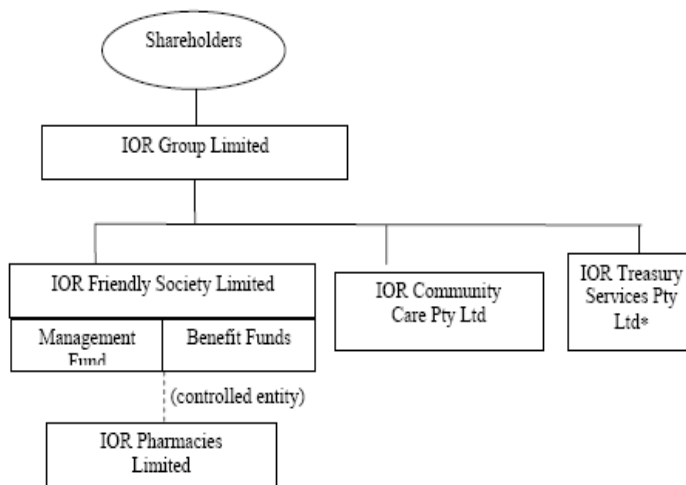 Shareholders
IOR Group Limited
IOR Friendly Society Limited
Management
Fund
Benefit Funds
IOR Community
Care Pty Ltd
IOR Treasury
Services Pty
Ltd*
(controlled entity)
IOR Pharmacies
Limited